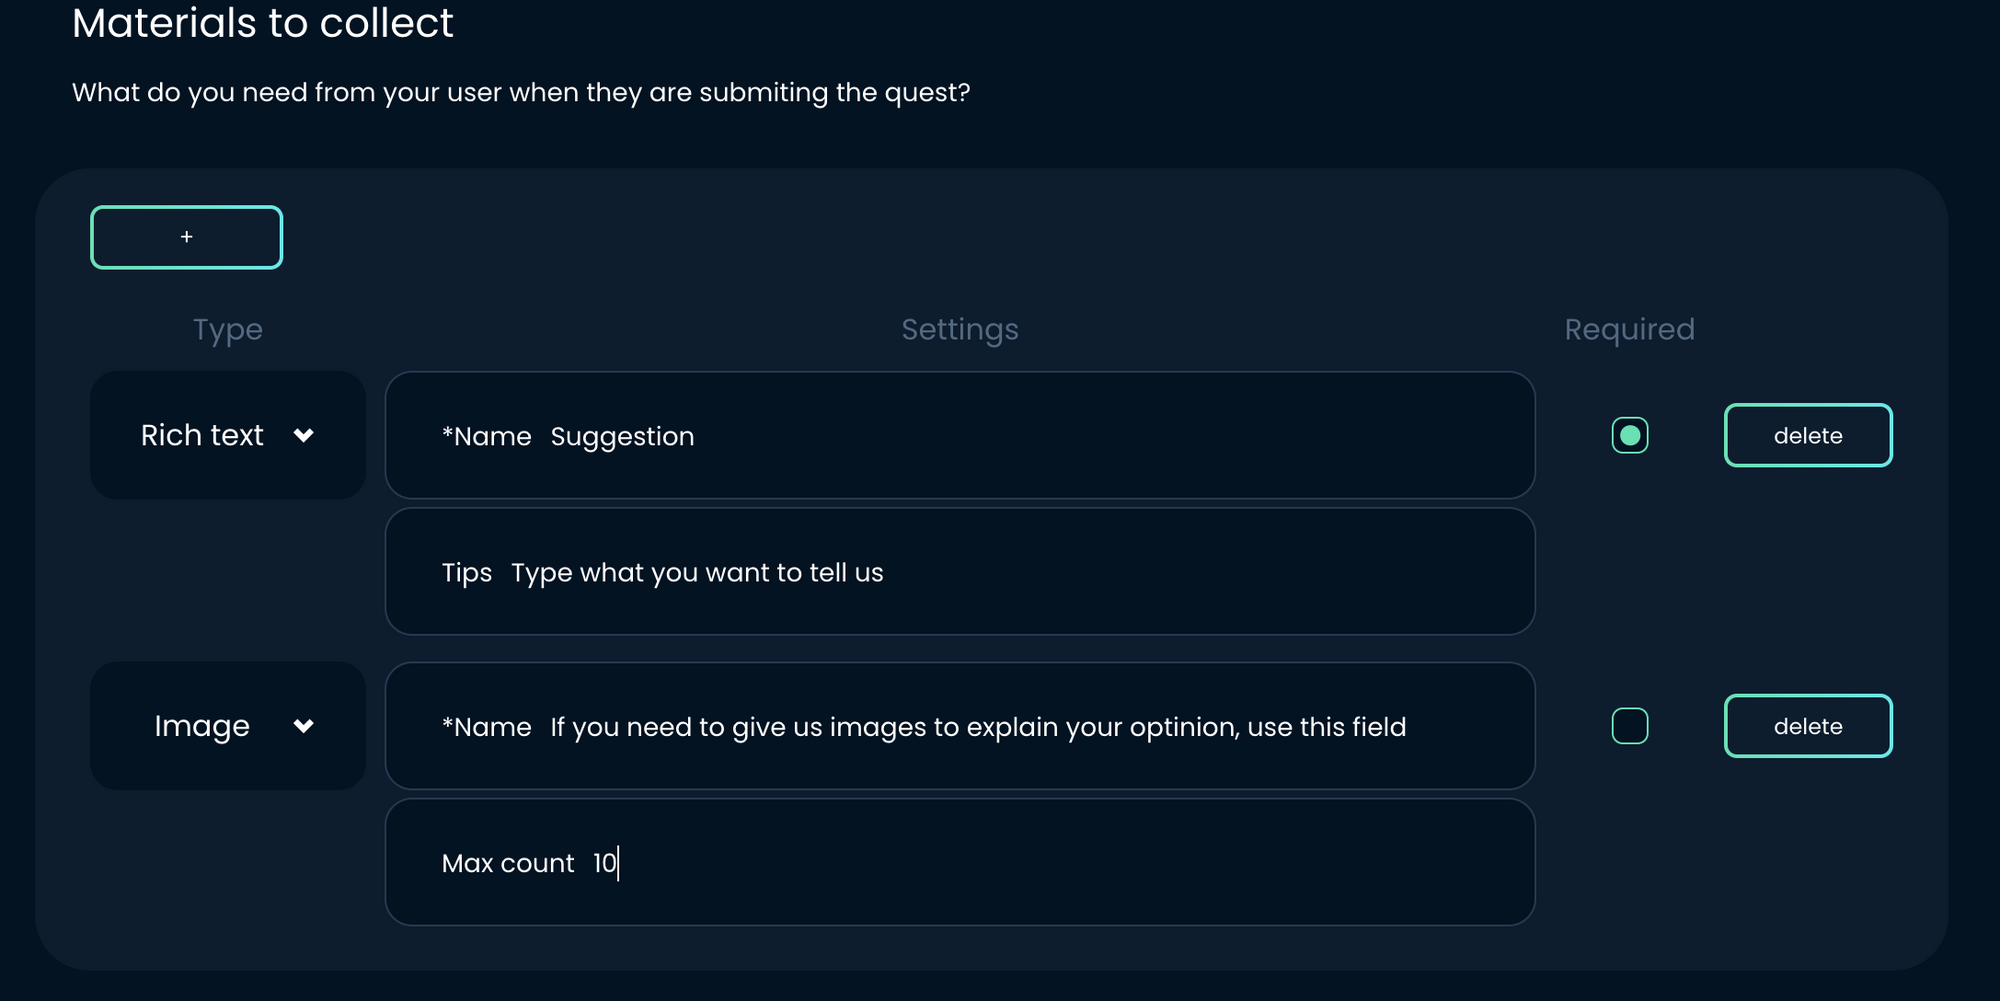 Materials to collect
What do you need from your user when they are submiting the quest?
+
Type Settings Required
Rich text *Name Suggestion delete
Tips Type what you want to tell us
Image *Name If you need to give us images to explain your optinion, use this field delete
Max count 10